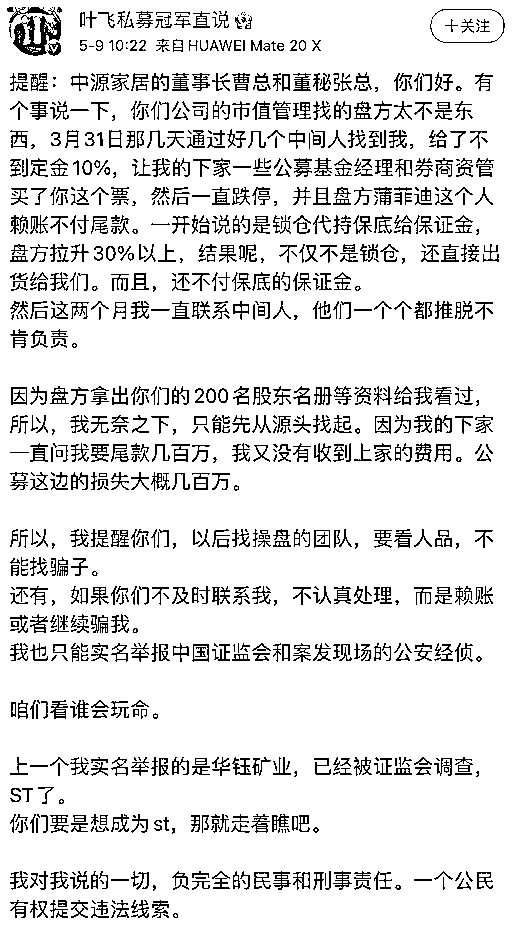 叶飞私募冠军直说
5-9 10:22 来自HUAWEI Mate 20 X
+关注
提醒：中源家居的董事长曹总和董秘张总，你们好。有
个事说一下，你们公司的市值管理找的盘方太不是东
西，3月31日那几天通过好几个中间人找到我，给了不
到定金10%，让我的下家一些公募基金经理和券商资管
买了你这个票，然后一直跌停，并且盘方蒲菲迪这个人
赖账不付尾款。一开始说的是锁仓代持保底给保证金，
盘方拉升30%以上，结果呢，不仅不是锁仓，还直接出
货给我们。而且，还不付保底的保证金。
然后这两个月我一直联系中间人，他们一个个都推脱不
肯负责。
因为盘方拿出你们的200名股东名册等资料给我看过，
所以，我无奈之下，只能先从源头找起。因为我的下家
一直问我要尾款几百万，我又没有收到上家的费用。公
募这边的损失大概几百万。
所以，我提醒你们，以后找操盘的团队，要看人品，不
能找骗子。
还有，如果你们不及时联系我，不认真处理，而是赖账
或者继续骗我。
我也只能实名举报中国证监会和案发现场的公安经侦。
咱们看谁会玩命。
上一个我实名举报的是华钰矿业，已经被证监会调查，
ST了。
你们要是想成为st，那就走着瞧吧。
我对我说的一切，负完全的民事和刑事责任。一个公民
有权提交违法线索。